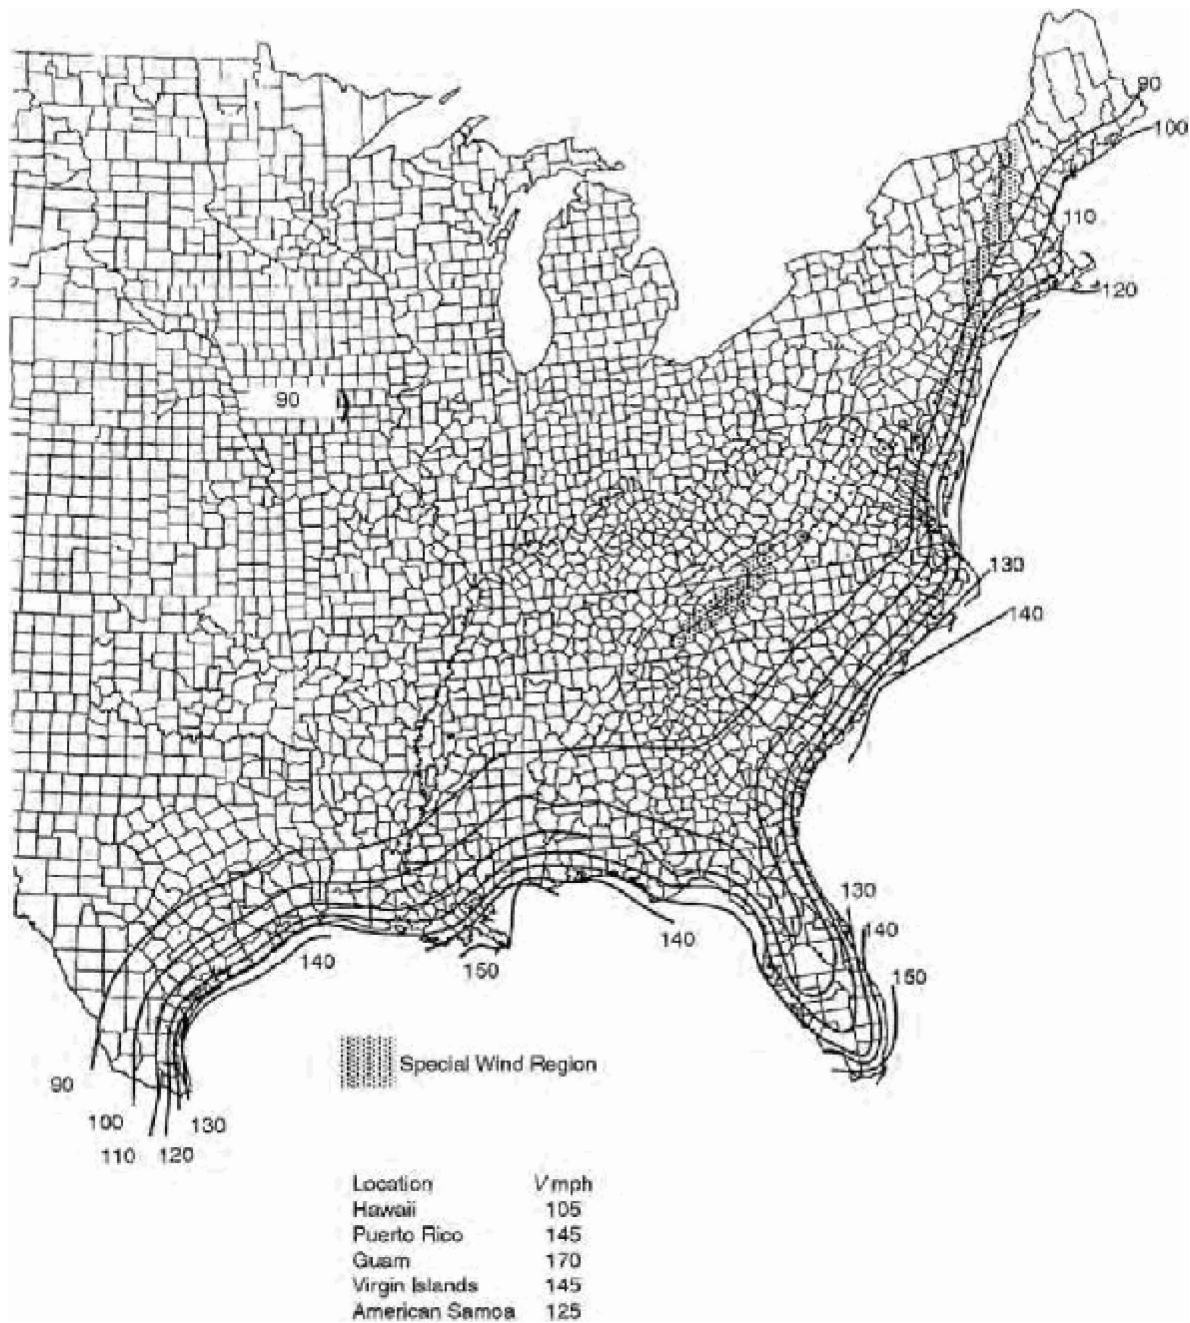 90
100
110
120
90
130
140
130
140
140
140
150
150
Special Wind Region
90
100
130
110
120
Location V mph
Hawaii 105
Puerto Rico 145
Guam 170
Virgin Islands 145
American Samoa 125